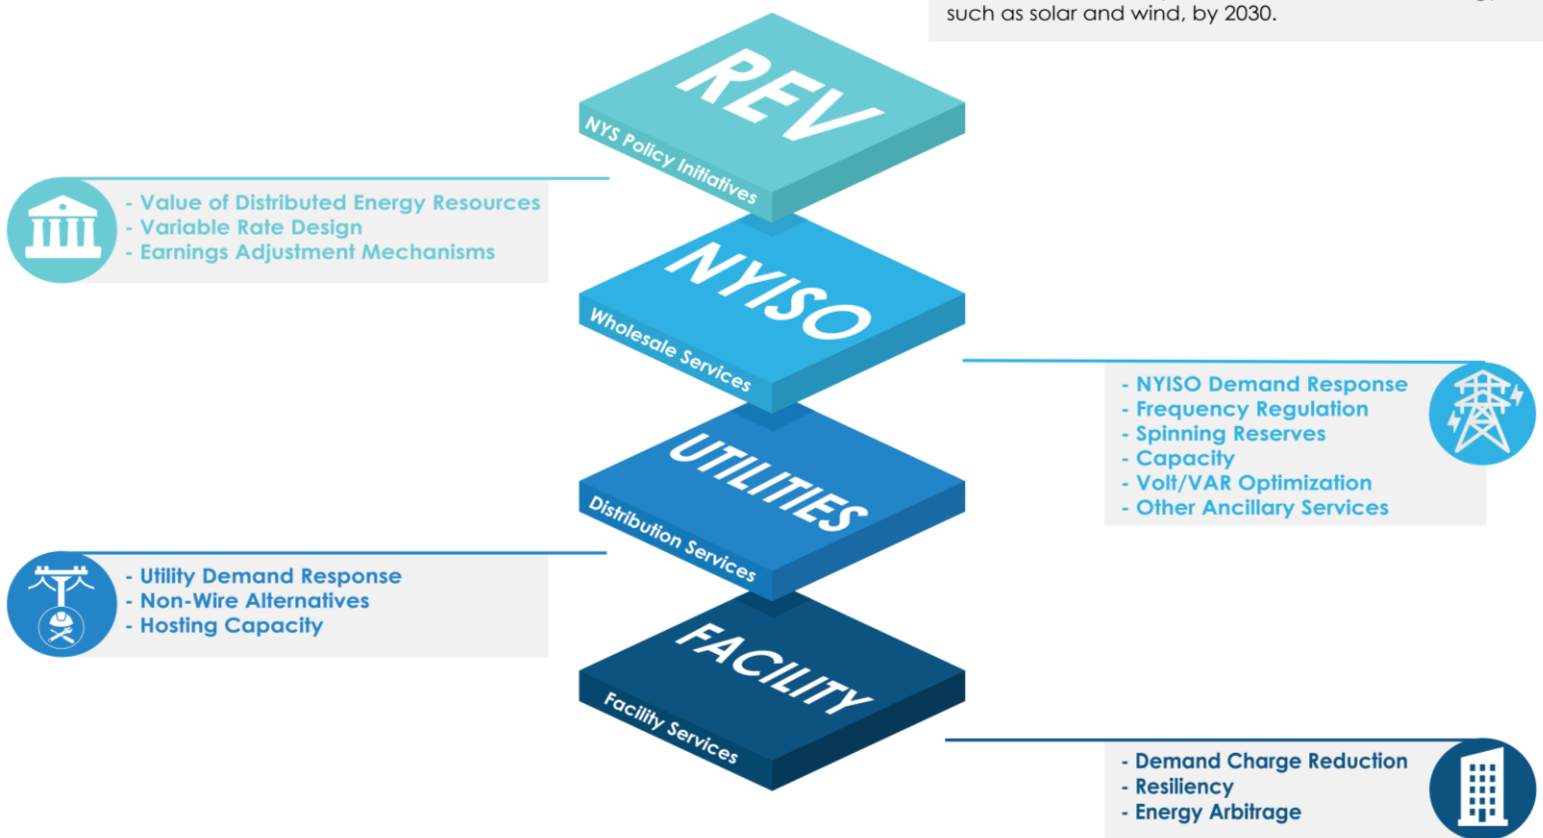 such as solar and wind, by 2030.
REV
NYS Policy Initiatives
- Value of Distributed Energy Resources
- Variable Rate Design
- Earnings Adjustment Mechanisms
NYISO
Wholesale Services
- NYISO Demand Response
- Frequency Regulation
- Spinning Reserves
- Capacity
- Volt/VAR Optimization
- Other Ancillary Services
UTILITIES
Distribution Services
- Utility Demand Response
- Non-Wire Alternatives
- Hosting Capacity
FACILITY
Facility Services
- Demand Charge Reduction
- Resiliency
- Energy Arbitrage